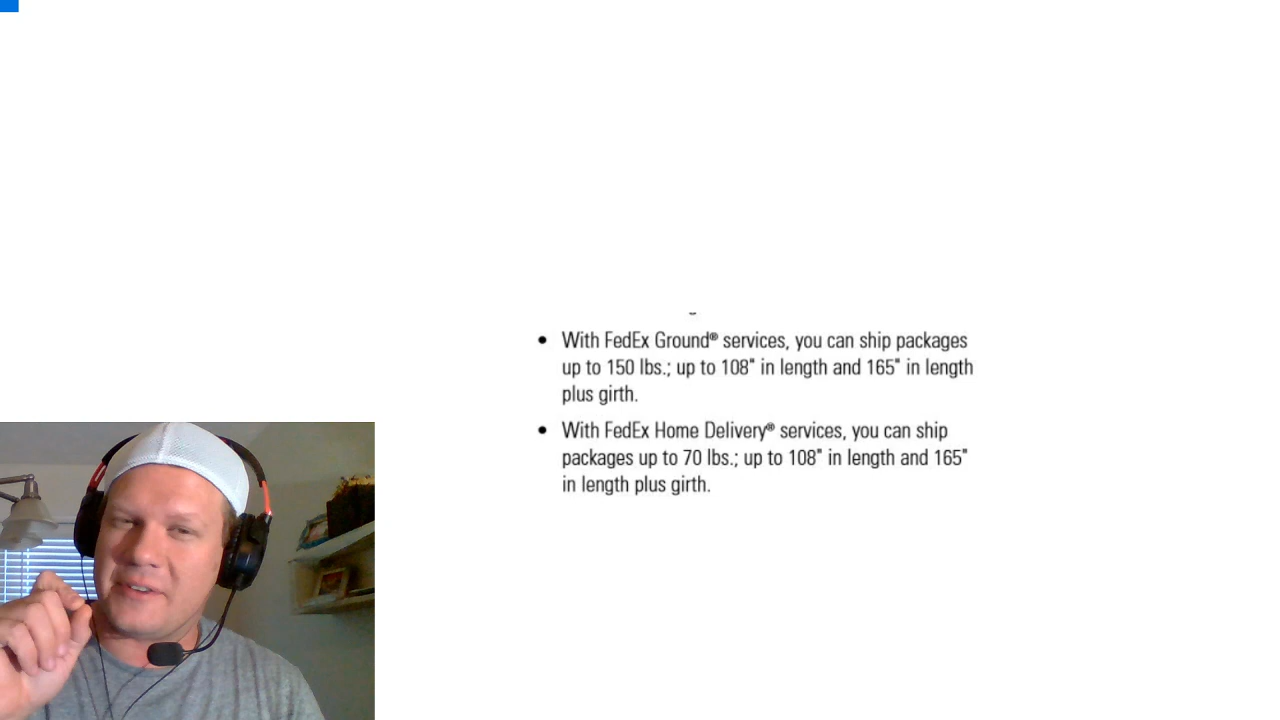 • With FedEx Ground® services, you can ship packages
up to 150 lbs.; up to 108" in length and 165" in length
plus girth.
• With FedEx Home Delivery® services, you can ship
packages up to 70 lbs.; up to 108" in length and 165"
in length plus girth.